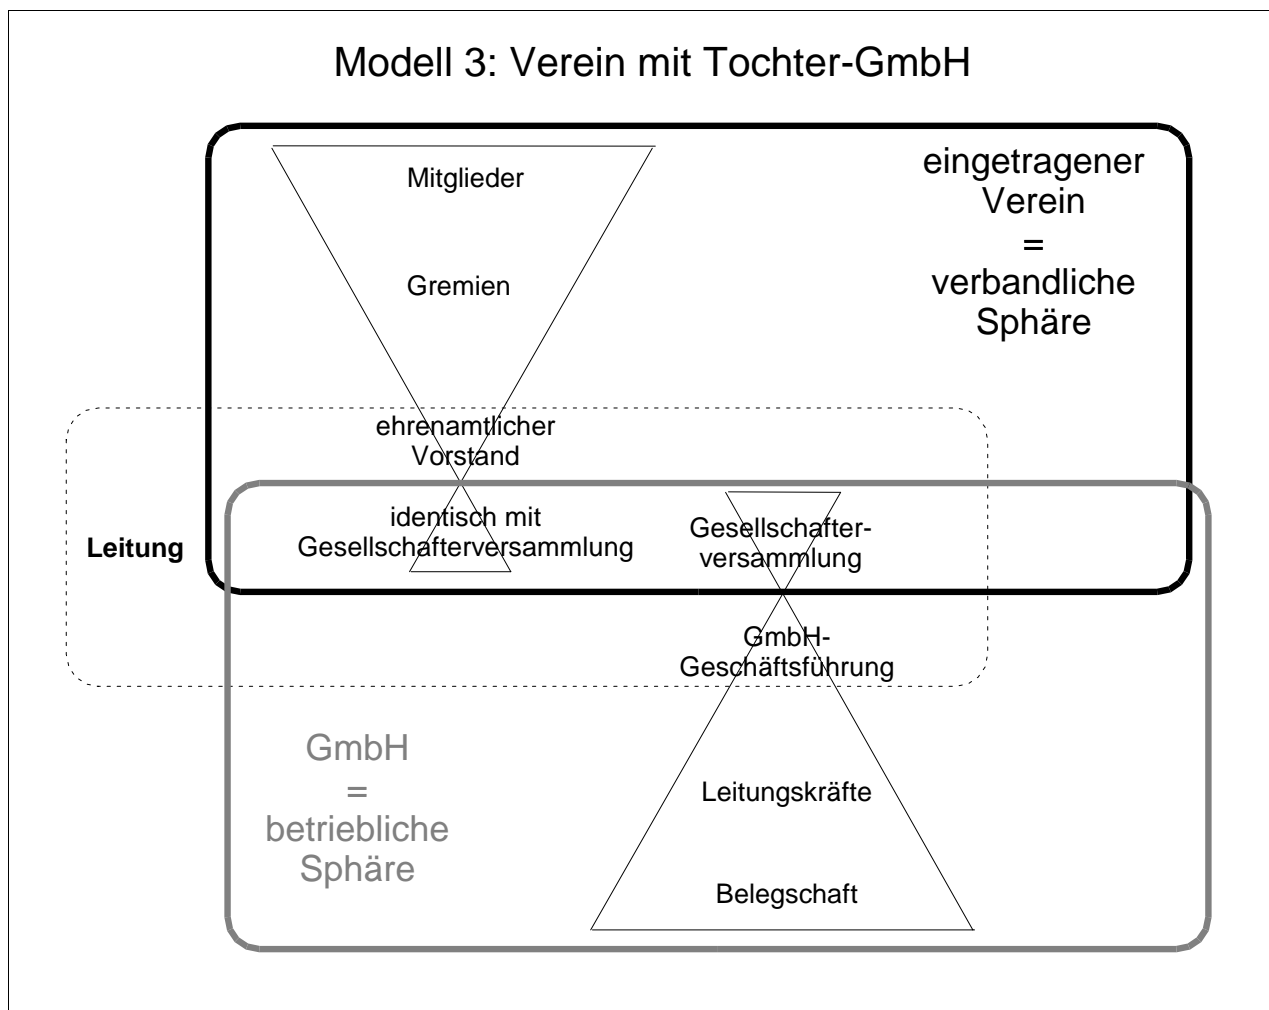 Modell 3: Verein mit Tochter-GmbH
Mitglieder
Gremien
eingetragener
Verein
=
verbandliche
Sphäre
ehrenamtlicher
Vorstand
Leitung
identisch mit
Gesellschafterversammlung
Gesellschafter-
versammlung
GmbH-
Geschäftsführung
GmbH
=
betriebliche
Sphäre
Leitungskräfte
Belegschaft